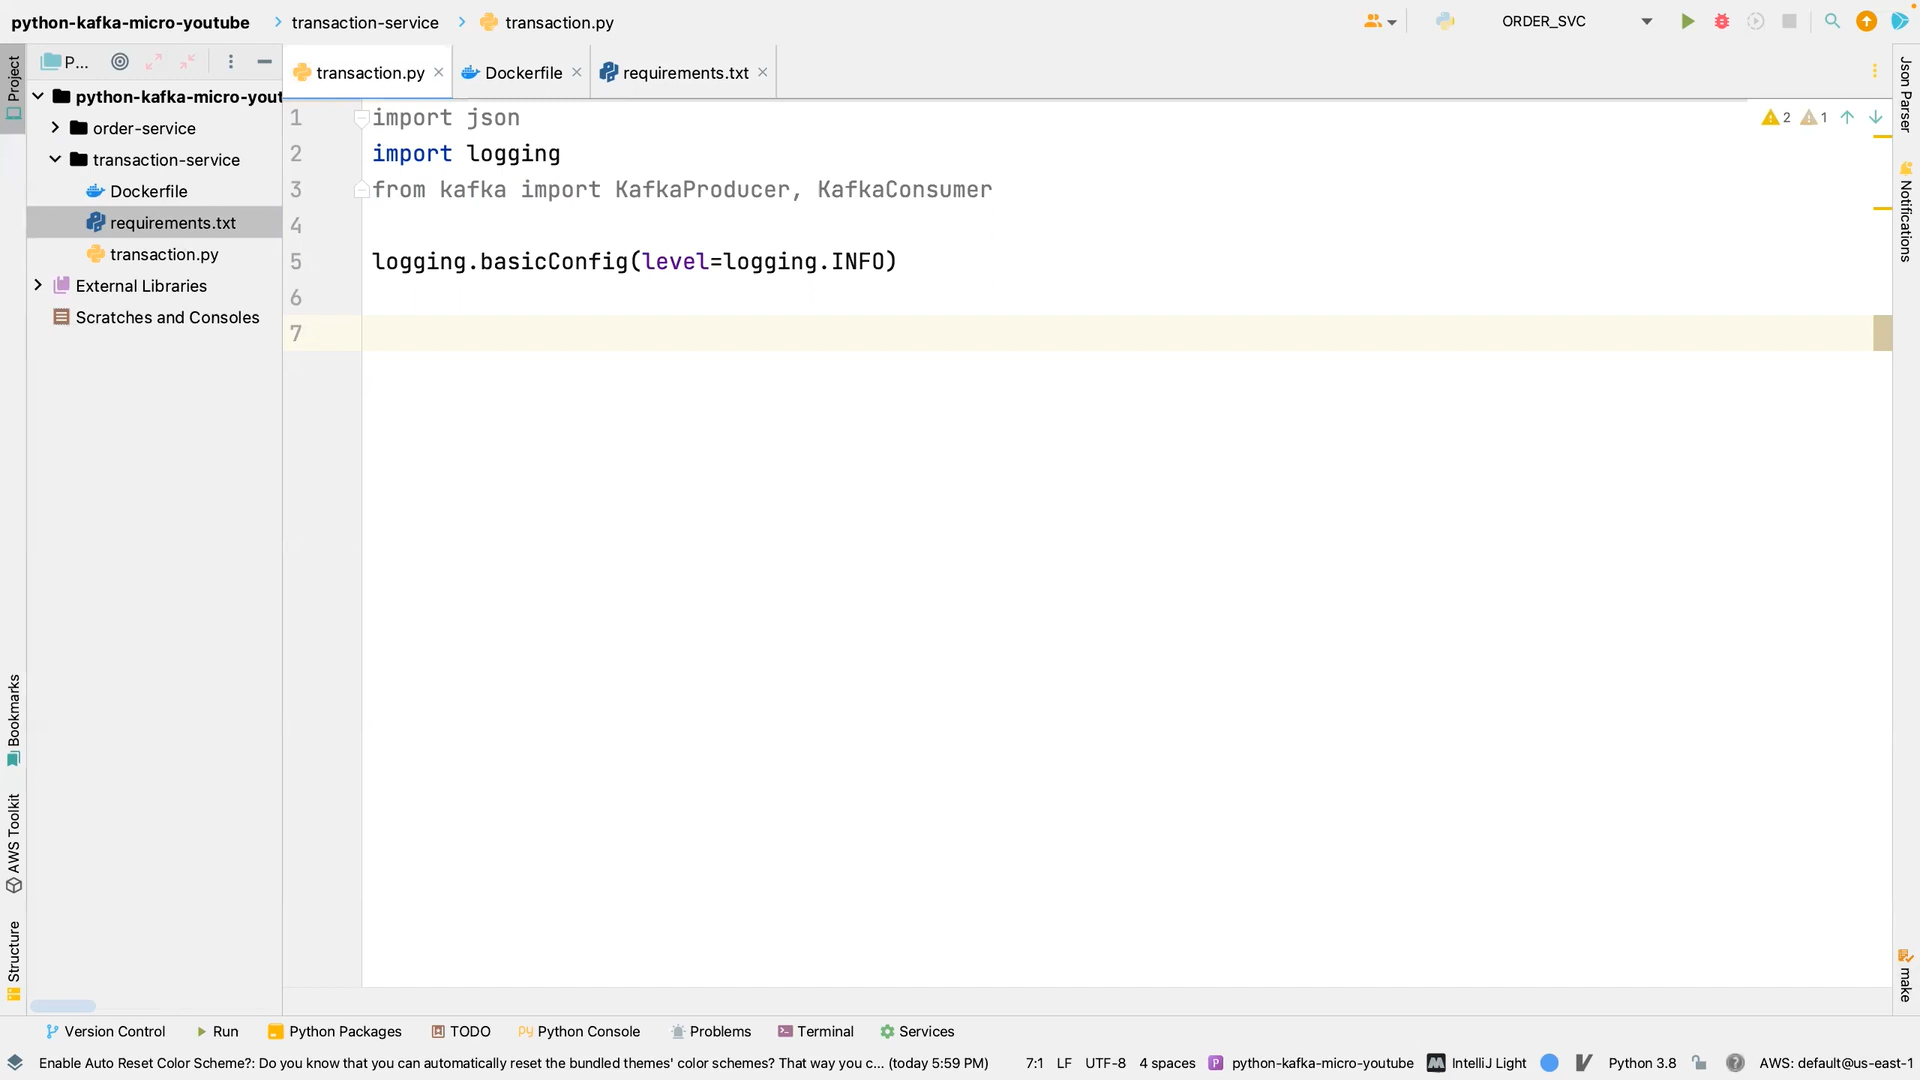 python-kafka-micro-youtube
transaction-service
transaction.py
ORDER_SVC
Project
P...
transaction.py
Dockerfile
requirements.txt
python-kafka-micro-yout
order-service
transaction-service
Dockerfile
requirements.txt
transaction.py
External Libraries
Scratches and Consoles
1 import json
2 import logging
3 from kafka import KafkaProducer, KafkaConsumer
4
5 logging.basicConfig(level=logging.INFO)
6
7
2
1
Json Parser
Notifications
make
Bookmarks
AWS Toolkit
Structure
Version Control
Run
Python Packages
TODO
Python Console
Problems
Terminal
Services
Enable Auto Reset Color Scheme?: Do you know that you can automatically reset the bundled themes' color schemes? That way you c... (today 5:59 PM)
7:1
LF
UTF-8
4 spaces
python-kafka-micro-youtube
IntelliJ Light
Python 3.8
AWS: default@us-east-1